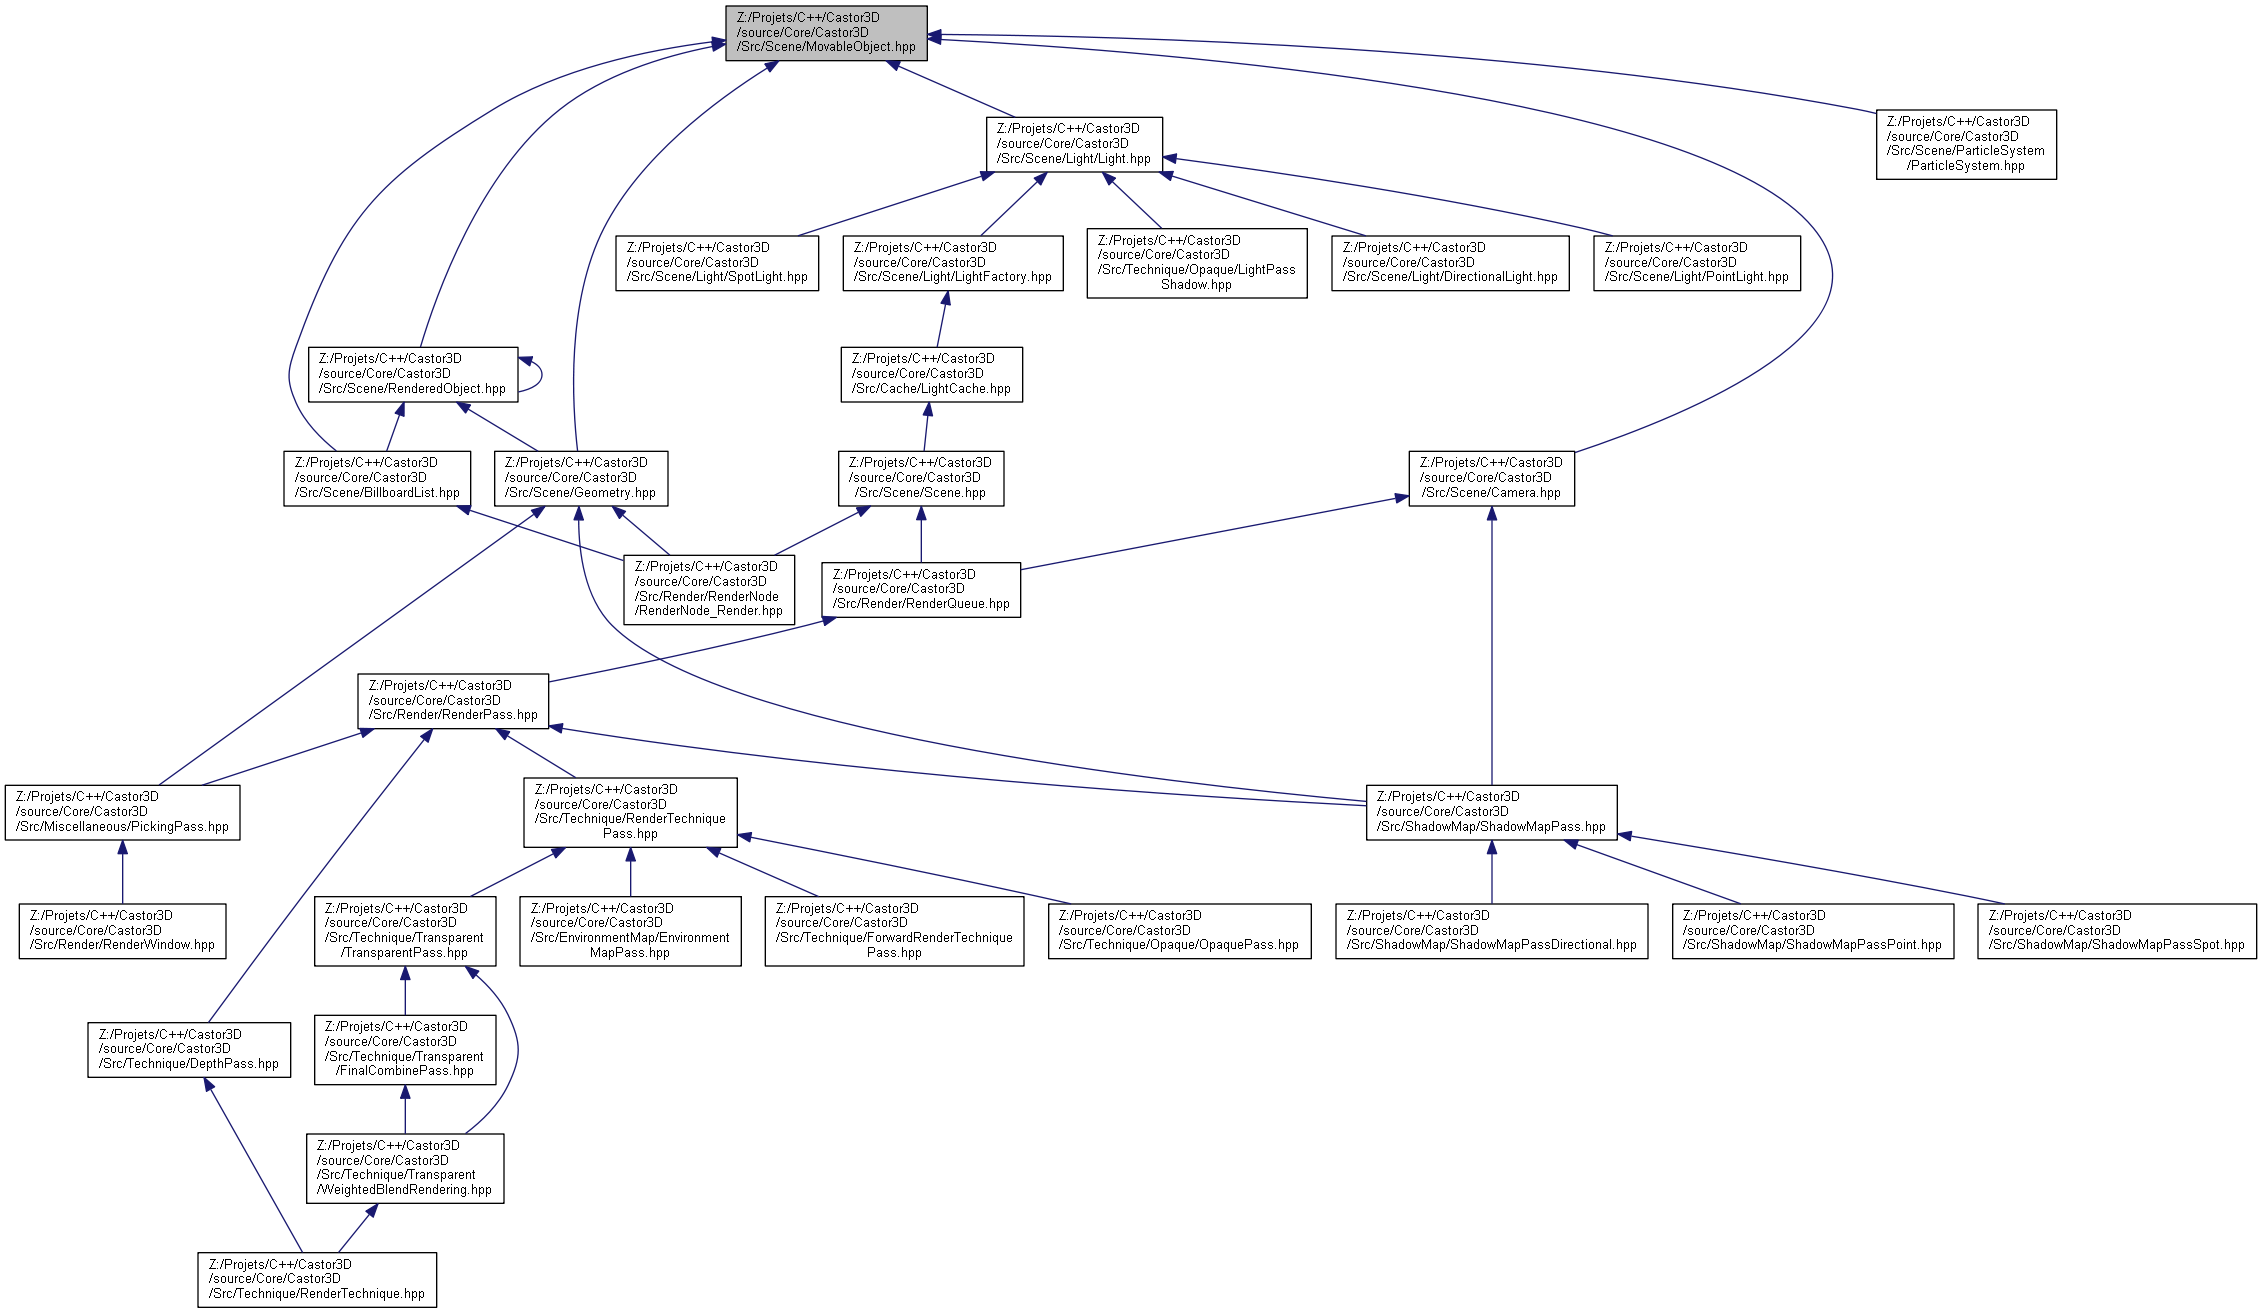 Z:/Projets/C++/Castor3D
/source/Core/Castor3D
/Src/Scene/MovableObject.hpp
Z:/Projets/C++/Castor3D
/source/Core/Castor3D
/Src/Scene/ParticleSystem
/ParticleSystem.hpp
Z:/Projets/C++/Castor3D
/source/Core/Castor3D
/Src/Scene/Light/Light.hpp
Z:/Projets/C++/Castor3D
/source/Core/Castor3D
/Src/Scene/Light/SpotLight.hpp
Z:/Projets/C++/Castor3D
/source/Core/Castor3D
/Src/Scene/Light/LightFactory.hpp
Z:/Projets/C++/Castor3D
/source/Core/Castor3D
/Src/Technique/Opaque/LightPass
Shadow.hpp
Z:/Projets/C++/Castor3D
/source/Core/Castor3D
/Src/Scene/Light/DirectionalLight.hpp
Z:/Projets/C++/Castor3D
/source/Core/Castor3D
/Src/Scene/Light/PointLight.hpp
Z:/Projets/C++/Castor3D
/source/Core/Castor3D
/Src/Scene/RenderedObject.hpp
Z:/Projets/C++/Castor3D
/source/Core/Castor3D
/Src/Cache/LightCache.hpp
Z:/Projets/C++/Castor3D
/source/Core/Castor3D
/Src/Scene/BillboardList.hpp
Z:/Projets/C++/Castor3D
/source/Core/Castor3D
/Src/Scene/Geometry.hpp
Z:/Projets/C++/Castor3D
/source/Core/Castor3D
/Src/Scene/Scene.hpp
Z:/Projets/C++/Castor3D
/source/Core/Castor3D
/Src/Scene/Camera.hpp
Z:/Projets/C++/Castor3D
/source/Core/Castor3D
/Src/Render/RenderNode
/RenderNode_Render.hpp
Z:/Projets/C++/Castor3D
/source/Core/Castor3D
/Src/Render/RenderQueue.hpp
Z:/Projets/C++/Castor3D
/source/Core/Castor3D
/Src/Render/RenderPass.hpp
Z:/Projets/C++/Castor3D
/source/Core/Castor3D
/Src/Miscellaneous/PickingPass.hpp
Z:/Projets/C++/Castor3D
/source/Core/Castor3D
/Src/Technique/RenderTechnique
Pass.hpp
Z:/Projets/C++/Castor3D
/source/Core/Castor3D
/Src/ShadowMap/ShadowMapPass.hpp
Z:/Projets/C++/Castor3D
/source/Core/Castor3D
/Src/Render/RenderWindow.hpp
Z:/Projets/C++/Castor3D
/source/Core/Castor3D
/Src/Technique/Transparent
/TransparentPass.hpp
Z:/Projets/C++/Castor3D
/source/Core/Castor3D
/Src/EnvironmentMap/Environment
MapPass.hpp
Z:/Projets/C++/Castor3D
/source/Core/Castor3D
/Src/Technique/ForwardRenderTechnique
Pass.hpp
Z:/Projets/C++/Castor3D
/source/Core/Castor3D
/Src/Technique/Opaque/OpaquePass.hpp
Z:/Projets/C++/Castor3D
/source/Core/Castor3D
/Src/ShadowMap/ShadowMapPassDirectional.hpp
Z:/Projets/C++/Castor3D
/source/Core/Castor3D
/Src/ShadowMap/ShadowMapPassPoint.hpp
Z:/Projets/C++/Castor3D
/source/Core/Castor3D
/Src/ShadowMap/ShadowMapPassSpot.hpp
Z:/Projets/C++/Castor3D
/source/Core/Castor3D
/Src/Technique/DepthPass.hpp
Z:/Projets/C++/Castor3D
/source/Core/Castor3D
/Src/Technique/Transparent
/FinalCombinePass.hpp
Z:/Projets/C++/Castor3D
/source/Core/Castor3D
/Src/Technique/Transparent
/WeightedBlendRendering.hpp
Z:/Projets/C++/Castor3D
/source/Core/Castor3D
/Src/Technique/RenderTechnique.hpp